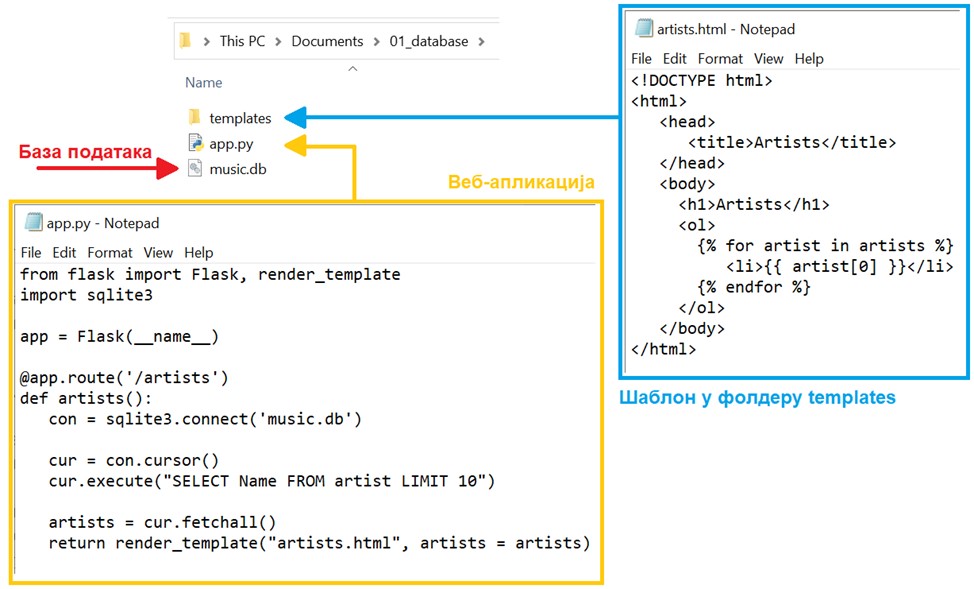 This PC > Documents > 01_database >
Name
templates
app.py
music.db
База података
Веб-апликација
app.py - Notepad
File Edit Format View Help
from flask import Flask, render_template
import sqlite3
app = Flask(__name__)
@app.route('/artists')
def artists():
con = sqlite3.connect('music.db')
cur = con.cursor()
cur.execute("SELECT Name FROM artist LIMIT 10")
artists = cur.fetchall()
return render_template("artists.html", artists = artists)
artists.html - Notepad
File Edit Format View Help
<!DOCTYPE html>
<html>
<head>
<title>Artists</title>
</head>
<body>
<h1>Artists</h1>
<ol>
{% for artist in artists %}
<li>{{ artist[0] }}</li>
{% endfor %}
</ol>
</body>
</html>
Шаблон у фолдеру templates